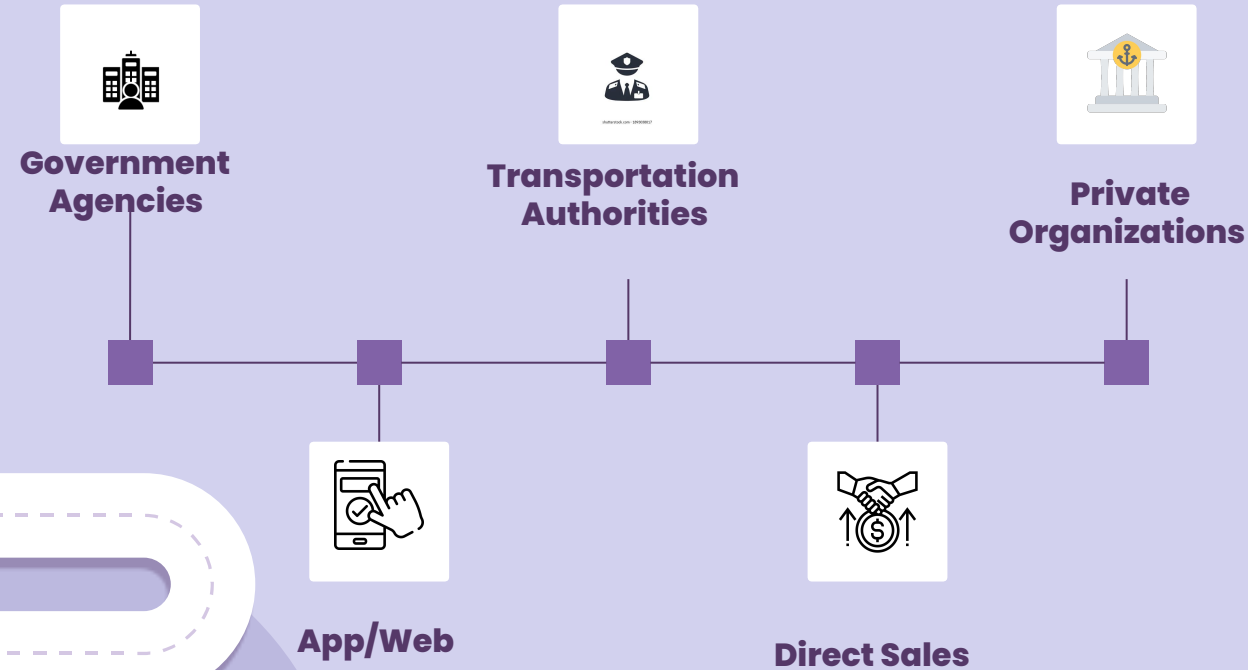 Government
Agencies
Transportation
Authorities
Private
Organizations
App/Web
Direct Sales